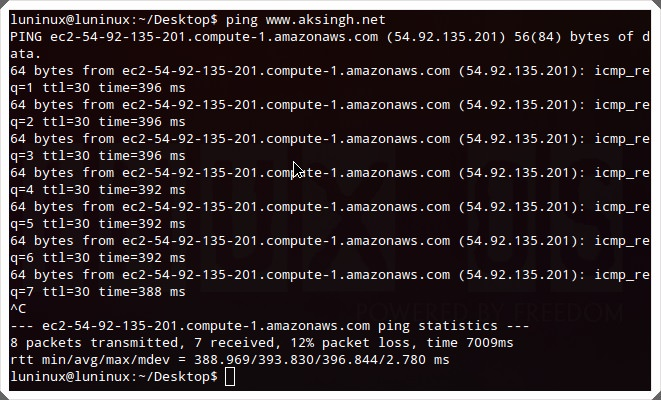 luninux@luninux:~/Desktop$ ping www.aksingh.net
PING ec2-54-92-135-201.compute-1.amazonaws.com (54.92.135.201) 56(84) bytes of d
ata.
64 bytes from ec2-54-92-135-201.compute-1.amazonaws.com (54.92.135.201): icmp_re
q=1 ttl=30 time=396 ms
64 bytes from ec2-54-92-135-201.compute-1.amazonaws.com (54.92.135.201): icmp_re
q=2 ttl=30 time=396 ms
64 bytes from ec2-54-92-135-201.compute-1.amazonaws.com (54.92.135.201): icmp_re
q=3 ttl=30 time=396 ms
64 bytes from ec2-54-92-135-201.compute-1.amazonaws.com (54.92.135.201): icmp_re
q=4 ttl=30 time=392 ms
64 bytes from ec2-54-92-135-201.compute-1.amazonaws.com (54.92.135.201): icmp_re
q=5 ttl=30 time=392 ms
64 bytes from ec2-54-92-135-201.compute-1.amazonaws.com (54.92.135.201): icmp_re
q=6 ttl=30 time=392 ms
64 bytes from ec2-54-92-135-201.compute-1.amazonaws.com (54.92.135.201): icmp_re
q=7 ttl=30 time=388 ms
^C
--- ec2-54-92-135-201.compute-1.amazonaws.com ping statistics ---
8 packets transmitted, 7 received, 12% packet loss, time 7009ms
rtt min/avg/max/mdev = 388.969/393.830/396.844/2.780 ms
luninux@luninux:~/Desktop$
UX OS
POWERED BY FREEDOM